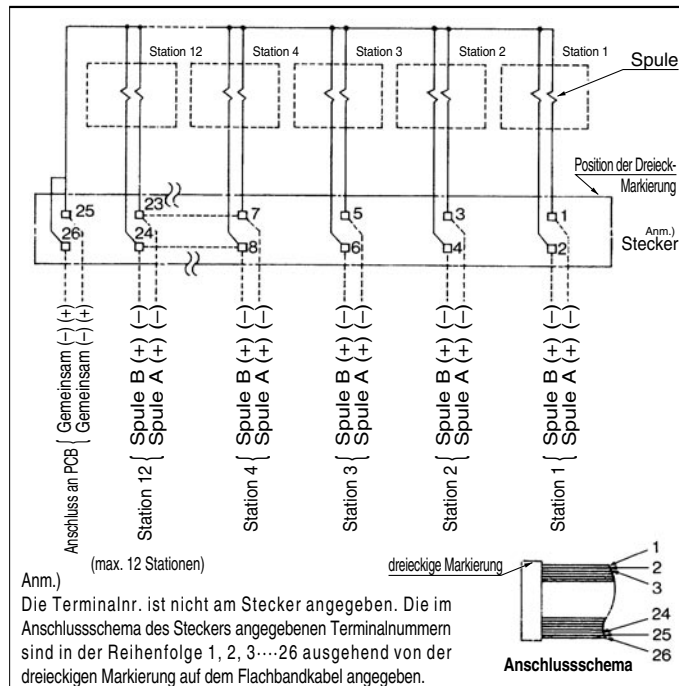 Station 12
Station 4
Station 3
Station 2
Station 1
Spule
Position der Dreieck-
Markierung
Anm.)
Stecker
25
23
7
5
3
1
26
24
8
6
4
2
Anschluss an PCB
Gemeinsam (−) (+)
Gemeinsam (−) (+)
Station 12
Spule B (+) (−)
Spule A (+) (−)
Station 4
Spule B (+) (−)
Spule A (+) (−)
Station 3
Spule B (+) (−)
Spule A (+) (−)
Station 2
Spule B (+) (−)
Spule A (+) (−)
Station 1
Spule B (+) (−)
Spule A (+) (−)
(max. 12 Stationen)
Anm.)
Die Terminalnr. ist nicht am Stecker angegeben. Die im
Anschlussschema des Steckers angegebenen Terminalnummern
sind in der Reihenfolge 1, 2, 3····26 ausgehend von der
dreieckigen Markierung auf dem Flachbandkabel angegeben.
dreieckige Markierung
1
2
3
24
25
26
Anschlussschema